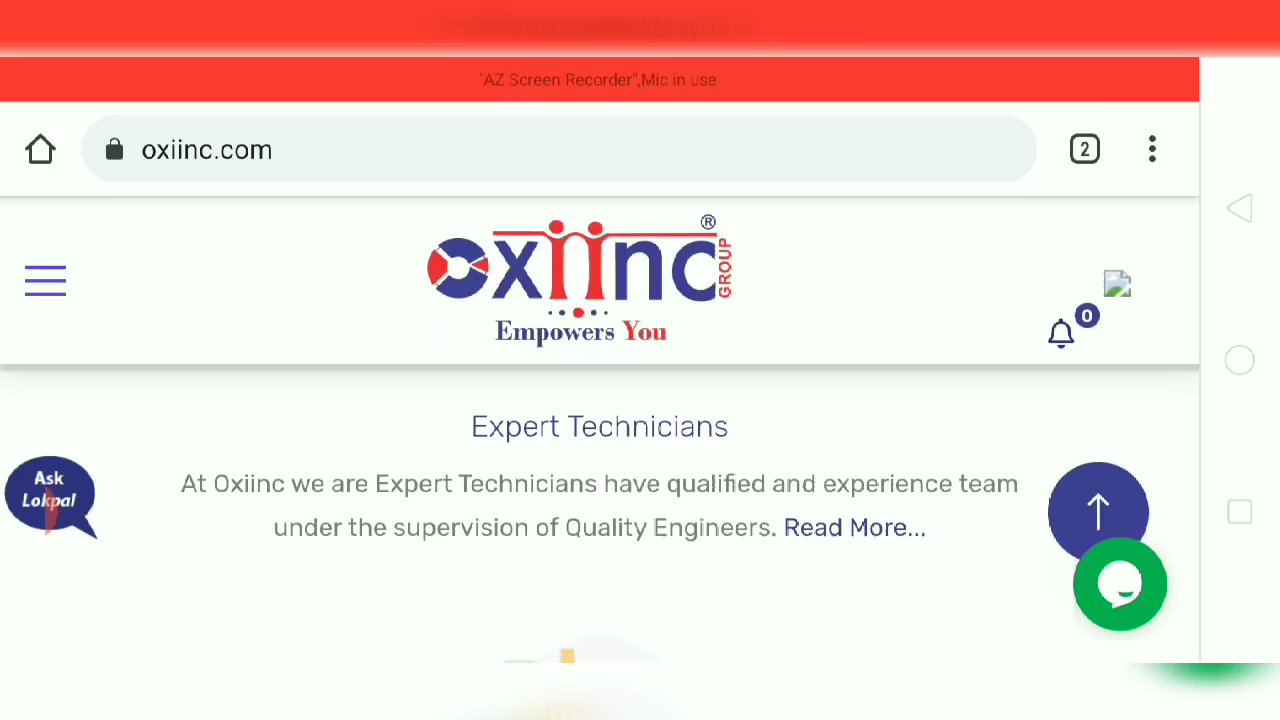 "AZ Screen Recorder",Mic in use
oxiinc.com
2
oxiinc GROUP ®
Empowers You
0
Expert Technicians
Ask
Lokpal
At Oxiinc we are Expert Technicians have qualified and experience team
under the supervision of Quality Engineers. Read More...